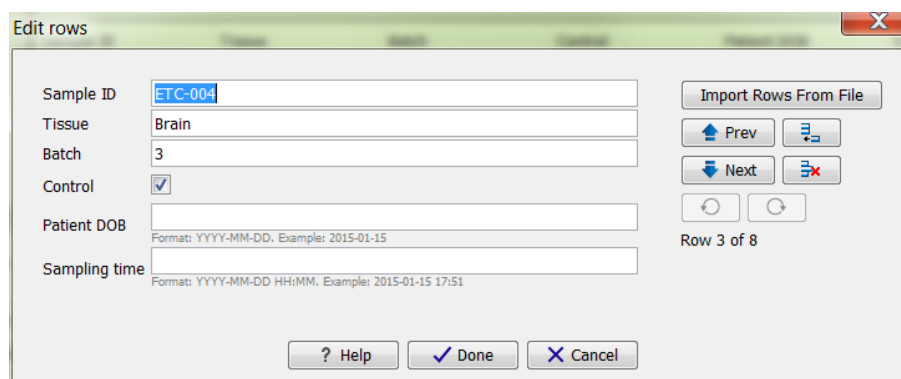 Edit rows
Sample ID ETC-004
Tissue Brain
Batch 3
Control
Patient DOB
Format: YYYY-MM-DD. Example: 2015-01-15
Sampling time
Format: YYYY-MM-DD HH:MM. Example: 2015-01-15 17:51
Import Rows From File
Prev
Next
Row 3 of 8
? Help
Done
Cancel